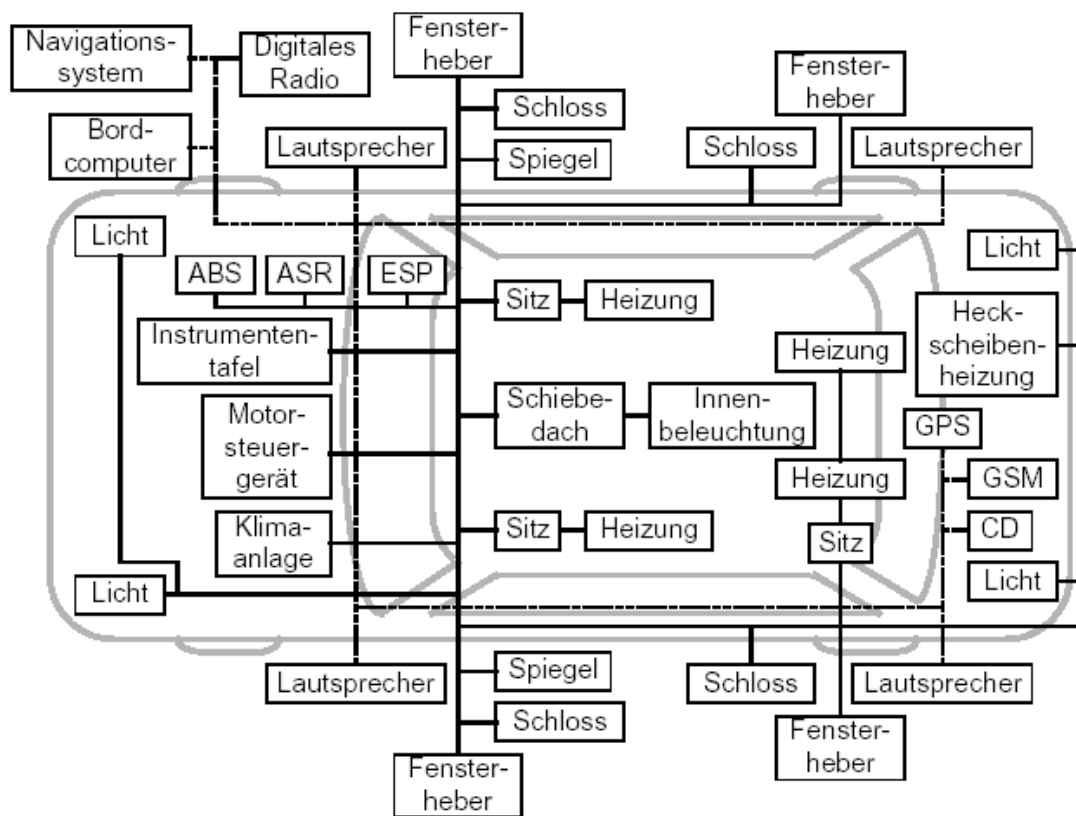 Navigations-
system
Digitales
Radio
Fenster-
heber
Fenster-
heber
Schloss
Bord-
computer
Lautsprecher
Spiegel
Schloss
Lautsprecher
Licht
Licht
ABS
ASR
ESP
Sitz
Heizung
Instrumenten-
tafel
Heizung
Heck-
scheiben-
heizung
Motor-
steuer-
gerät
Schiebe-
dach
Innen-
beleuchtung
GPS
Heizung
GSM
Klima-
anlage
Sitz
Heizung
Sitz
CD
Licht
Licht
Lautsprecher
Spiegel
Schloss
Lautsprecher
Schloss
Fenster-
heber
Fenster-
heber